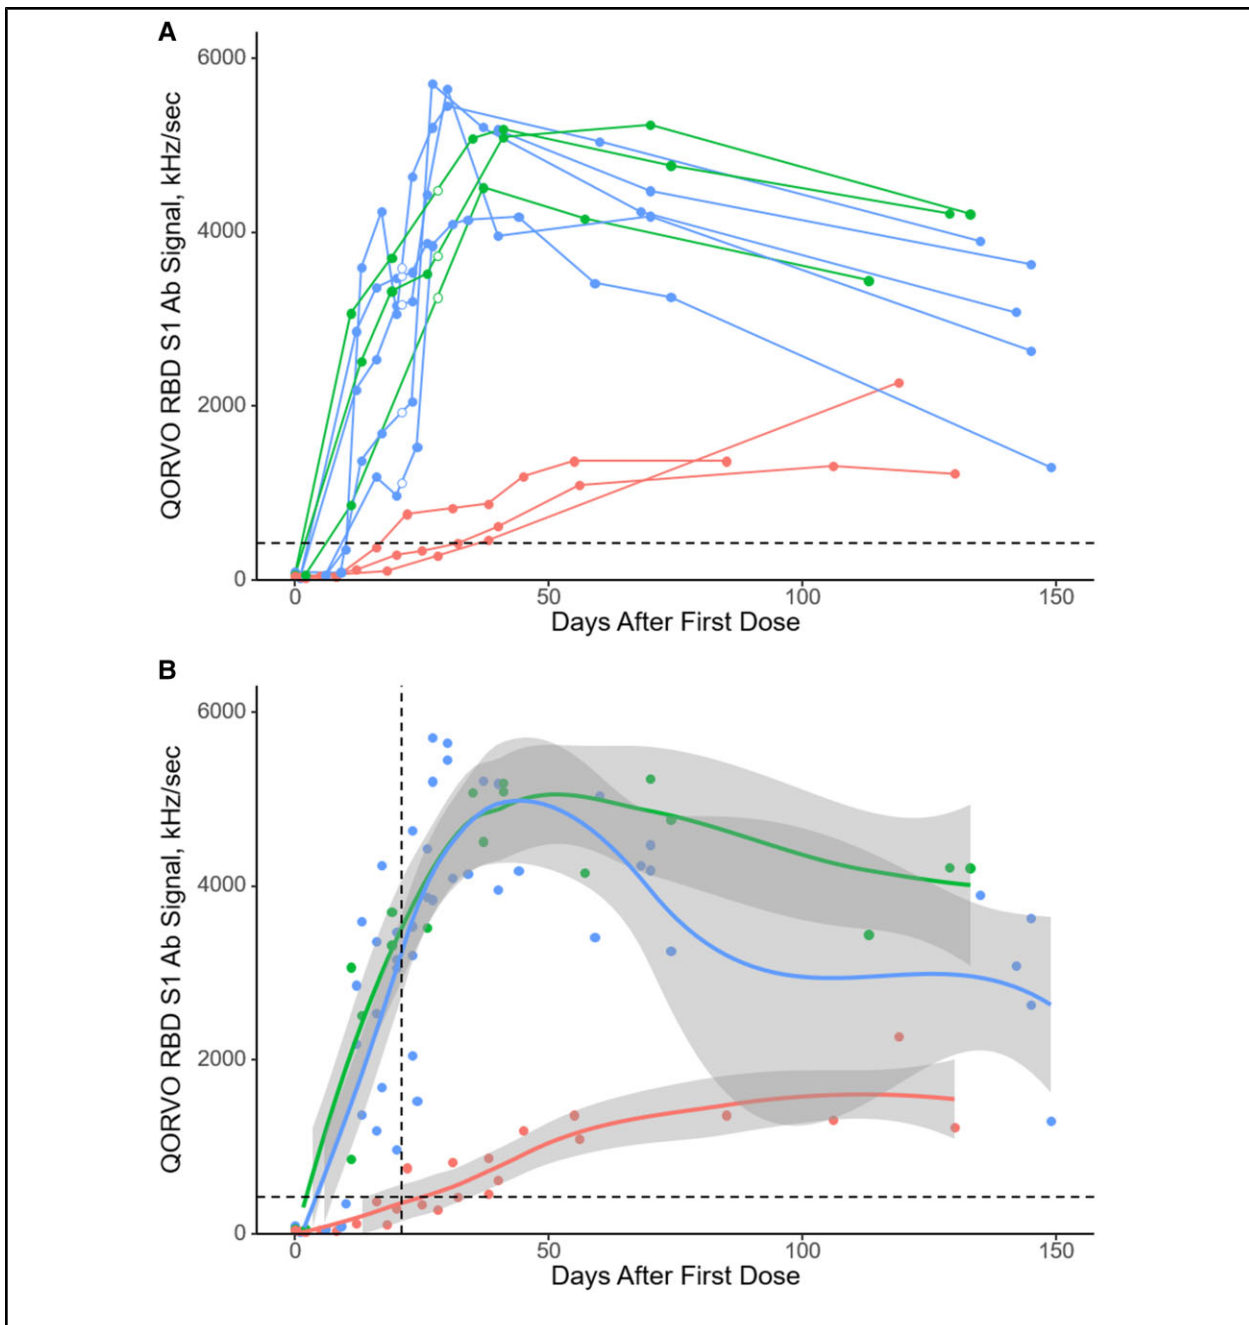 A
6000
4000
2000
0
QORVO RBD S1 Ab Signal, kHz/sec
0 50 100 150
Days After First Dose
B
6000
4000
2000
0
QORVO RBD S1 Ab Signal, kHz/sec
0 50 100 150
Days After First Dose